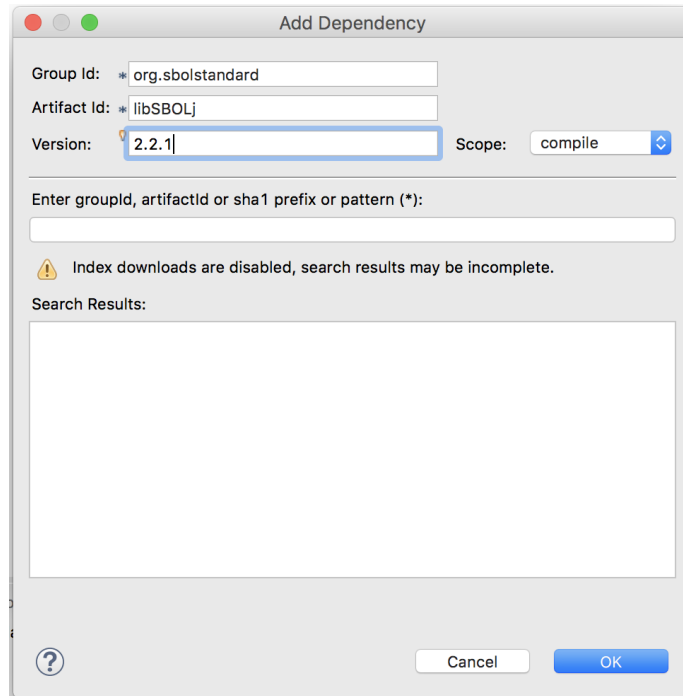 Add Dependency
Group Id: * org.sbolstandard
Artifact Id: * libSBOLj
Version: 2.2.1 Scope: compile
Enter groupId, artifactId or sha1 prefix or pattern (*):
Index downloads are disabled, search results may be incomplete.
Search Results:
? Cancel OK